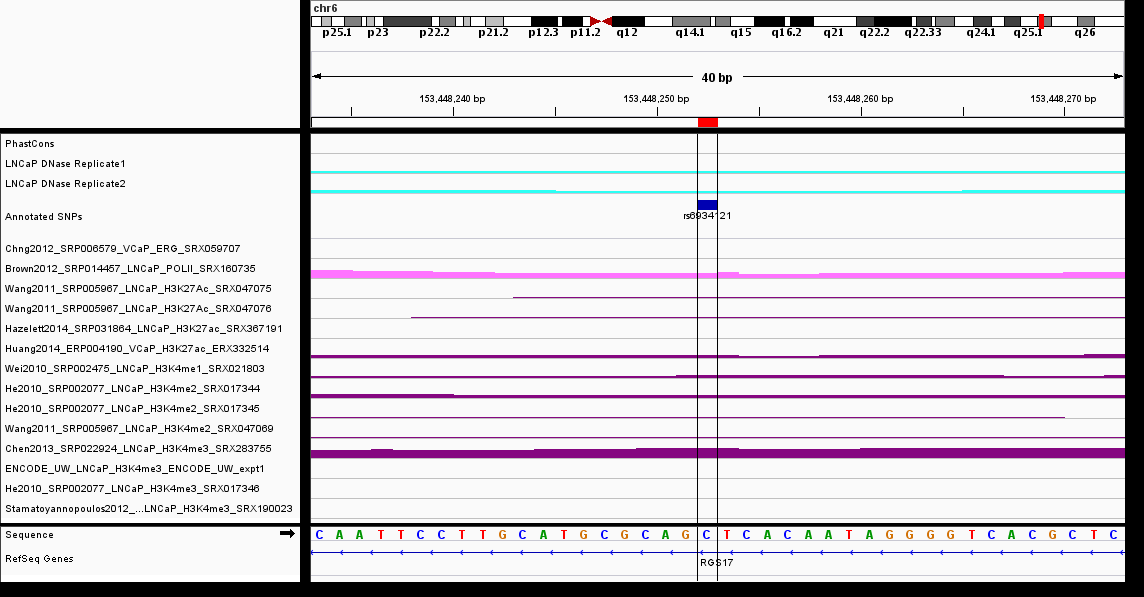 chr6
p25.1 p23 p22.2 p21.2 p12.3 p11.2 q12 q14.1 q15 q16.2 q21 q22.2 q22.33 q24.1 q25.1 q26
40 bp
153,448,240 bp 153,448,250 bp 153,448,260 bp 153,448,270 bp
PhastCons
LNCaP DNase Replicate1
LNCaP DNase Replicate2
Annotated SNPs
rs6934121
Chng2012_SRP006579_VCaP_ERG_SRX059707
Brown2012_SRP014457_LNCaP_POLII_SRX160735
Wang2011_SRP005967_LNCaP_H3K27Ac_SRX047075
Wang2011_SRP005967_LNCaP_H3K27Ac_SRX047076
Hazelett2014_SRP031864_LNCaP_H3K27ac_SRX367191
Huang2014_ERP004190_VCaP_H3K27ac_ERX332514
Wei2010_SRP002475_LNCaP_H3K4me1_SRX021803
He2010_SRP002077_LNCaP_H3K4me2_SRX017344
He2010_SRP002077_LNCaP_H3K4me2_SRX017345
Wang2011_SRP005967_LNCaP_H3K4me2_SRX047069
Chen2013_SRP022924_LNCaP_H3K4me3_SRX283755
ENCODE_UW_LNCaP_H3K4me3_ENCODE_UW_expt1
He2010_SRP002077_LNCaP_H3K4me3_SRX017346
Stamatoyannopoulos2012_...LNCaP_H3K4me3_SRX190023
Sequence
C A A T T C C T T G C A T G C G C A G C T C A C A A T A G G G G T C A C G C T C
RefSeq Genes
RGS17